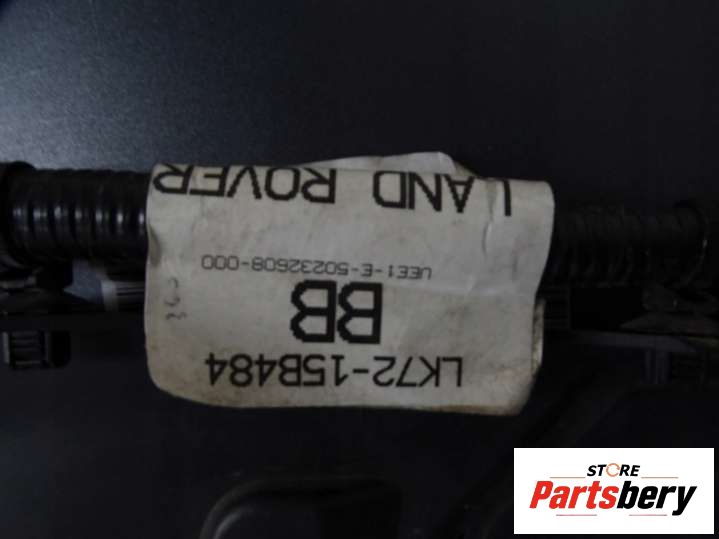 LK72-15B484
BB
UEE1-E-50232608-000
LAND ROVER
STORE
Partsbery